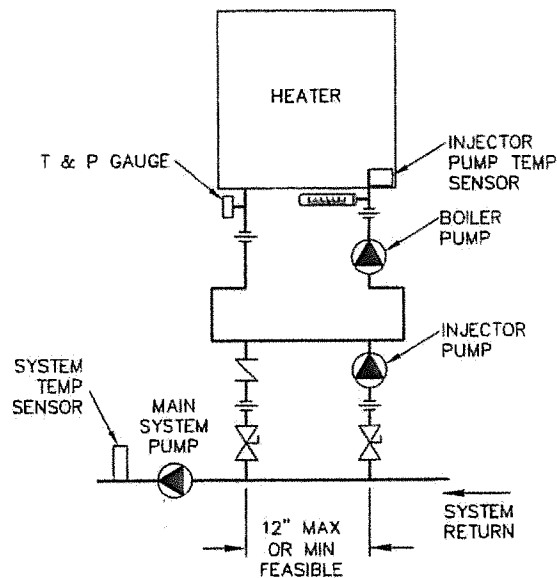 HEATER
T & P GAUGE
INJECTOR
PUMP TEMP
SENSOR
BOILER
PUMP
INJECTOR
PUMP
SYSTEM
TEMP
SENSOR
MAIN
SYSTEM
PUMP
12" MAX
OR MIN
FEASIBLE
SYSTEM
RETURN